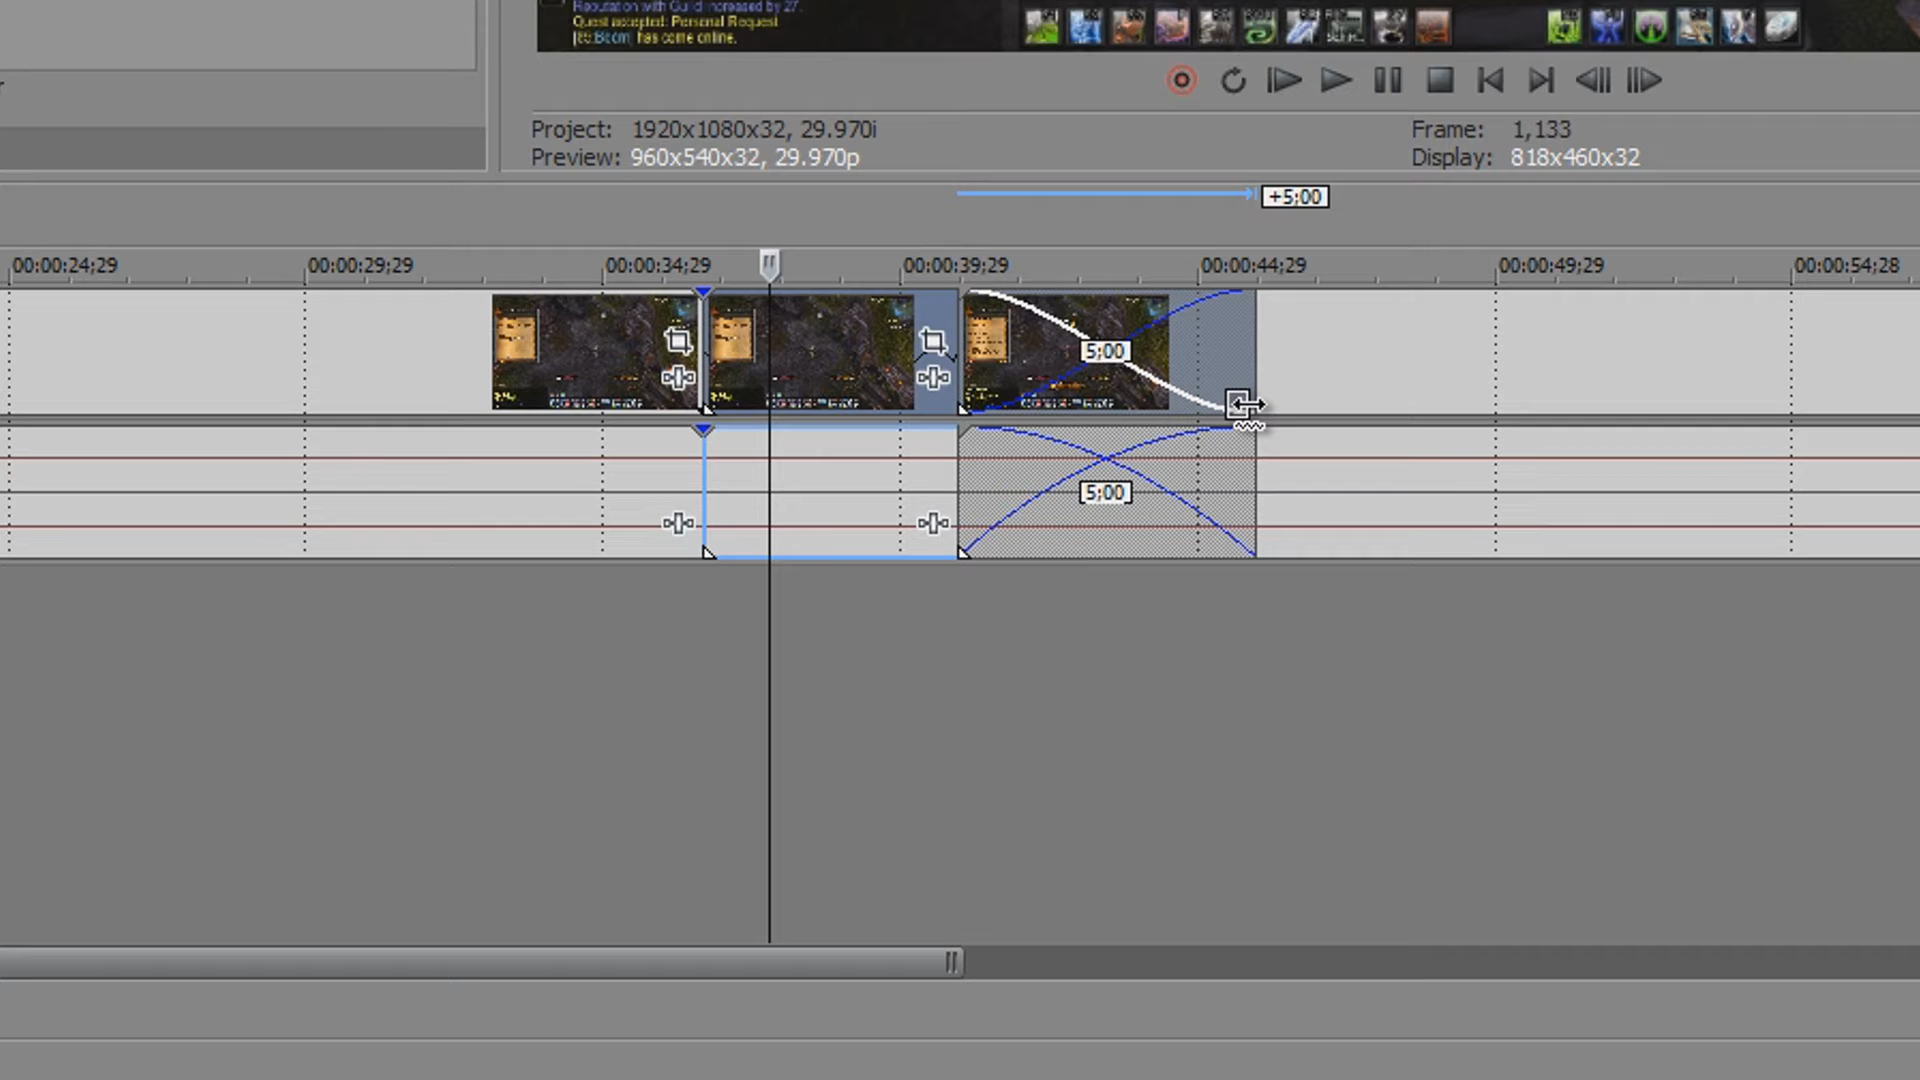 Reputation with Guild increased by 27.
Quest accepted: Personal Request
[85:Boom] has come online.
Project: 1920x1080x32, 29.970i
Frame: 1,133
Preview: 960x540x32, 29.970p
Display: 818x460x32
+5;00
00:00:24;29
00:00:29;29
00:00:34;29
00:00:39;29
00:00:44;29
00:00:49;29
00:00:54;28
5;00
5;00